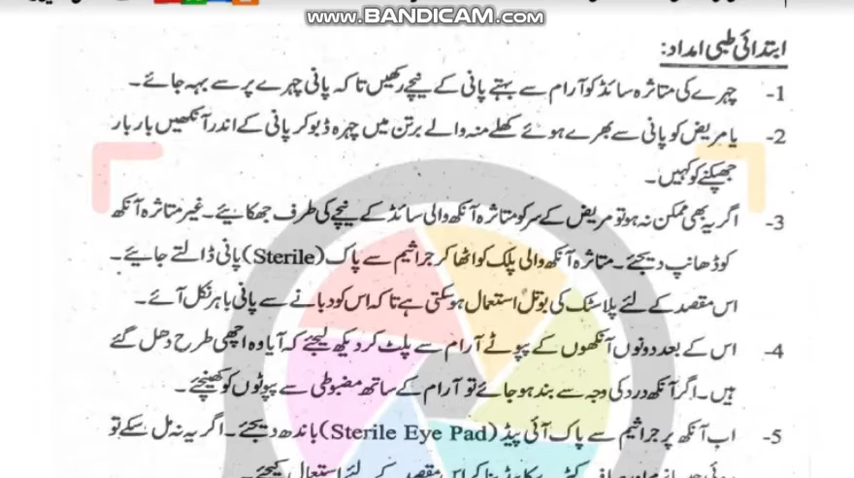 WWW.BANDICAM.COM
ابتدائی طبی امداد:
1- چہرے کی متاثرہ سائڈ کو آرام سے بہتے پانی کے نیچے رکھیں تاکہ پانی چہرے پر سے بہہ جائے۔
2- یا مریض کو پانی سے بھرے ہوئے کھلے منہ والے برتن میں چہرہ ڈبو کر پانی کے اندر آنکھیں بار بار
جھپکنے کو کہیں۔
3- اگر یہ بھی ممکن نہ ہو تو مریض کے سر کو متاثرہ آنکھ والی سائڈ کے نیچے کی طرف جھکائیے۔ غیر متاثرہ آنکھ
کو ڈھانپ دیجئے۔ متاثرہ آنکھ والی پلک کو اٹھا کر جراثیم سے پاک (Sterile) پانی ڈالتے جائیے۔
اس مقصد کے لئے پلاسٹک کی بوتل استعمال ہو سکتی ہے تاکہ اس کو دبانے سے پانی باہر نکل آئے۔
4- اس کے بعد دونوں آنکھوں کے پپوٹے آرام سے پلٹ کر دیکھ لیجئے کہ آیا وہ اچھی طرح دھل گئے
ہیں۔ اگر آنکھ درد کی وجہ سے بند ہو جائے تو آرام کے ساتھ مضبوطی سے پپوٹوں کو کھینچئے۔
5- اب آنکھ پر جراثیم سے پاک آئی پیڈ (Sterile Eye Pad) باندھ دیجئے۔ اگر یہ نہ مل سکے تو